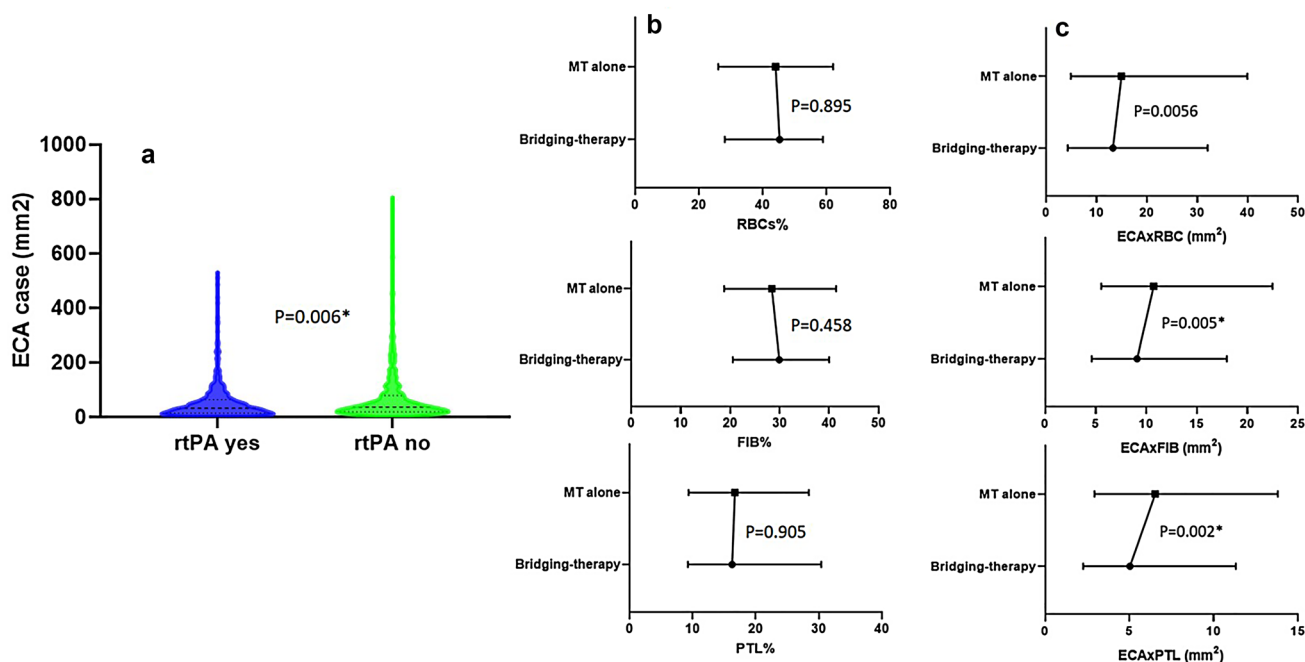 a
ECA case (mm2)
1000
800
600
400
200
0
P=0.006*
rtPA yes
rtPA no
b
MT alone
P=0.895
Bridging-therapy
0 20 40 60 80
RBCs%
MT alone
P=0.458
Bridging-therapy
0 10 20 30 40 50
FIB%
MT alone
P=0.905
Bridging-therapy
0 10 20 30 40
PTL%
c
MT alone
P=0.0056
Bridging-therapy
0 10 20 30 40 50
ECAxRBC (mm²)
MT alone
P=0.005*
Bridging-therapy
0 5 10 15 20 25
ECAxFIB (mm²)
MT alone
P=0.002*
Bridging-therapy
0 5 10 15
ECAxPTL (mm²)